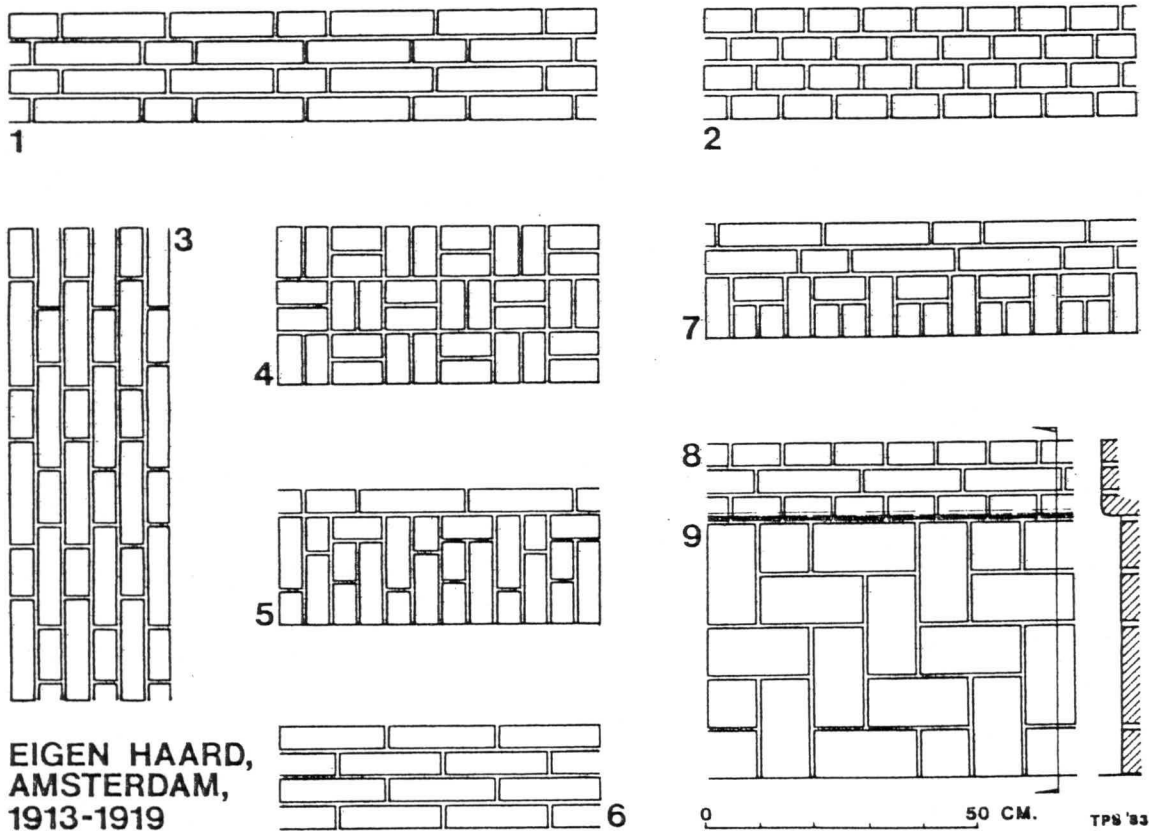 1
2
3
4
5
6
7
8
9
EIGEN HAARD,
AMSTERDAM,
1913-1919
0 50 CM.
TPS '83